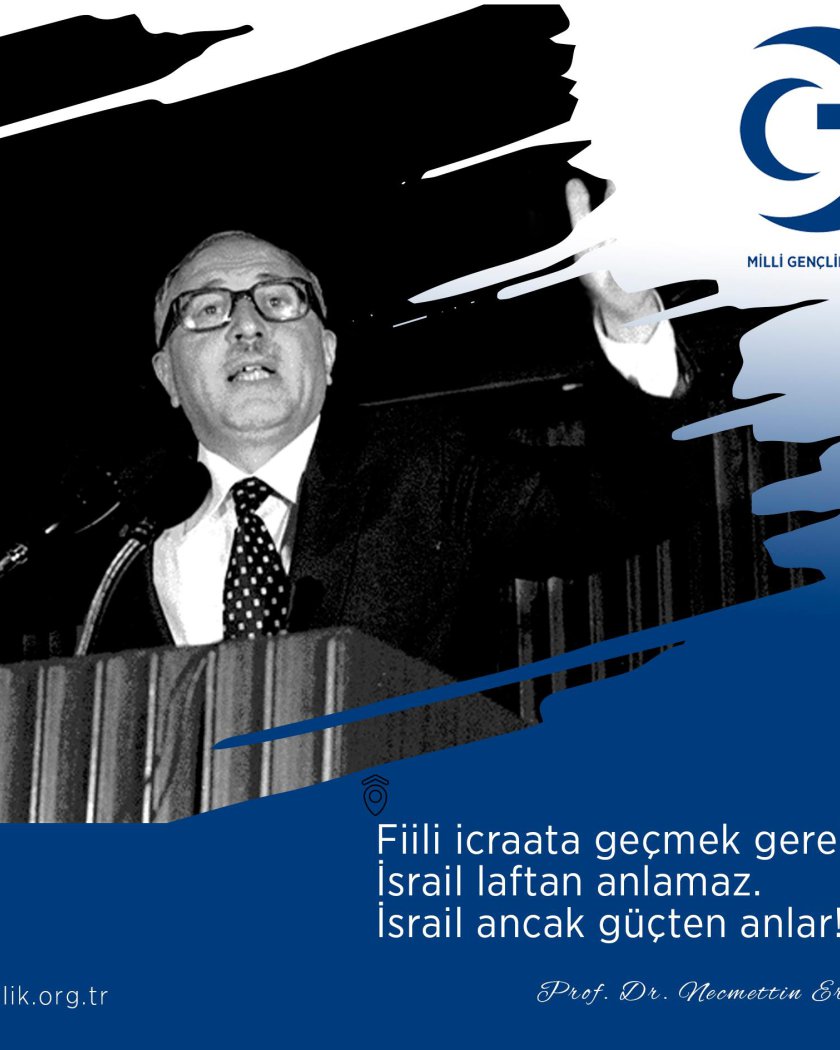 MİLLİ GENÇLİ
Fiili icraata geçmek gere
İsrail laftan anlamaz.
İsrail ancak güçten anlar!
lik.org.tr
Prof. Dr. Necmettin Er